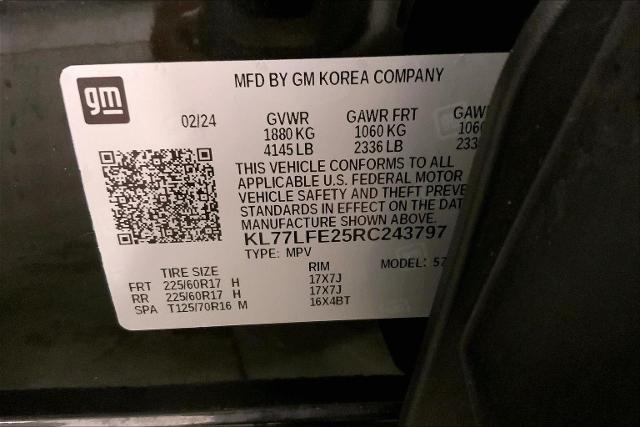 gm
MFD BY GM KOREA COMPANY
02/24 GVWR GAWR FRT
1880 KG 1060 KG
4145 LB 2336 LB
THIS VEHICLE CONFORMS TO ALL
APPLICABLE U.S. FEDERAL MOTOR
VEHICLE SAFETY AND THEFT
STANDARDS IN EFFECT ON THE
MANUFACTURE SHOWN ABOVE.
KL77LFE25RC243797
TYPE: MPV
TIRE SIZE RIM MODEL:
FRT 225/60R17 H 17X7J
RR 225/60R17 H 17X7J
SPA T125/70R16 M 16X4BT